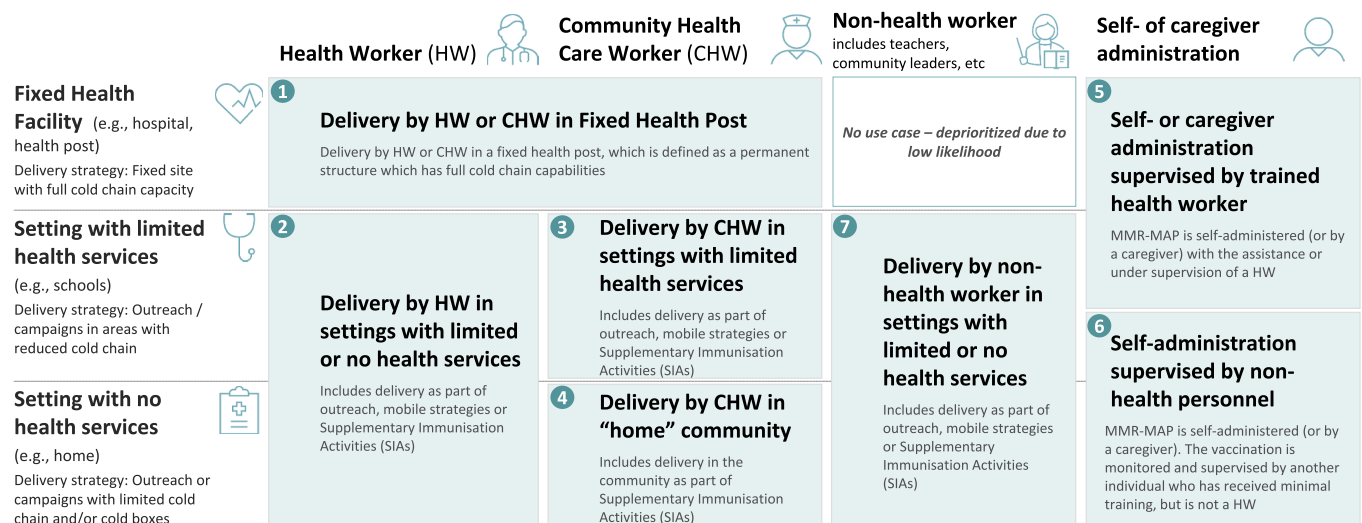 Health Worker (HW)
Community Health
Care Worker (CHW)
Non-health worker
includes teachers,
community leaders, etc
Self- of caregiver
administration
Fixed Health
Facility (e.g., hospital,
health post)
Delivery strategy: Fixed site
with full cold chain capacity
1
Delivery by HW or CHW in Fixed Health Post
Delivery by HW or CHW in a fixed health post, which is defined as a permanent
structure which has full cold chain capabilities
No use case – deprioritized due to
low likelihood
5
Self- or caregiver
administration
supervised by trained
health worker
MMR-MAP is self-administered (or by
a caregiver) with the assistance or
under supervision of a HW
Setting with limited
health services
(e.g., schools)
Delivery strategy: Outreach /
campaigns in areas with
reduced cold chain
2
Delivery by HW in
settings with limited
or no health services
Includes delivery as part of
outreach, mobile strategies or
Supplementary Immunisation
Activities (SIAs)
3
Delivery by CHW in
settings with limited
health services
Includes delivery as part of
outreach, mobile strategies or
Supplementary Immunisation
Activities (SIAs)
7
Delivery by non-
health worker in
settings with
limited or no
health services
Includes delivery as part of
outreach, mobile strategies
or Supplementary
Immunisation Activities
(SIAs)
6
Self-administration
supervised by non-
health personnel
MMR-MAP is self-administered (or by
a caregiver). The vaccination is
monitored and supervised by another
individual who has received minimal
training, but is not a HW
Setting with no
health services
(e.g., home)
Delivery strategy: Outreach or
campaigns with limited cold
chain and/or cold boxes
4
Delivery by CHW in
“home” community
Includes delivery in the
community as part of
Supplementary Immunisation
Activities (SIAs)